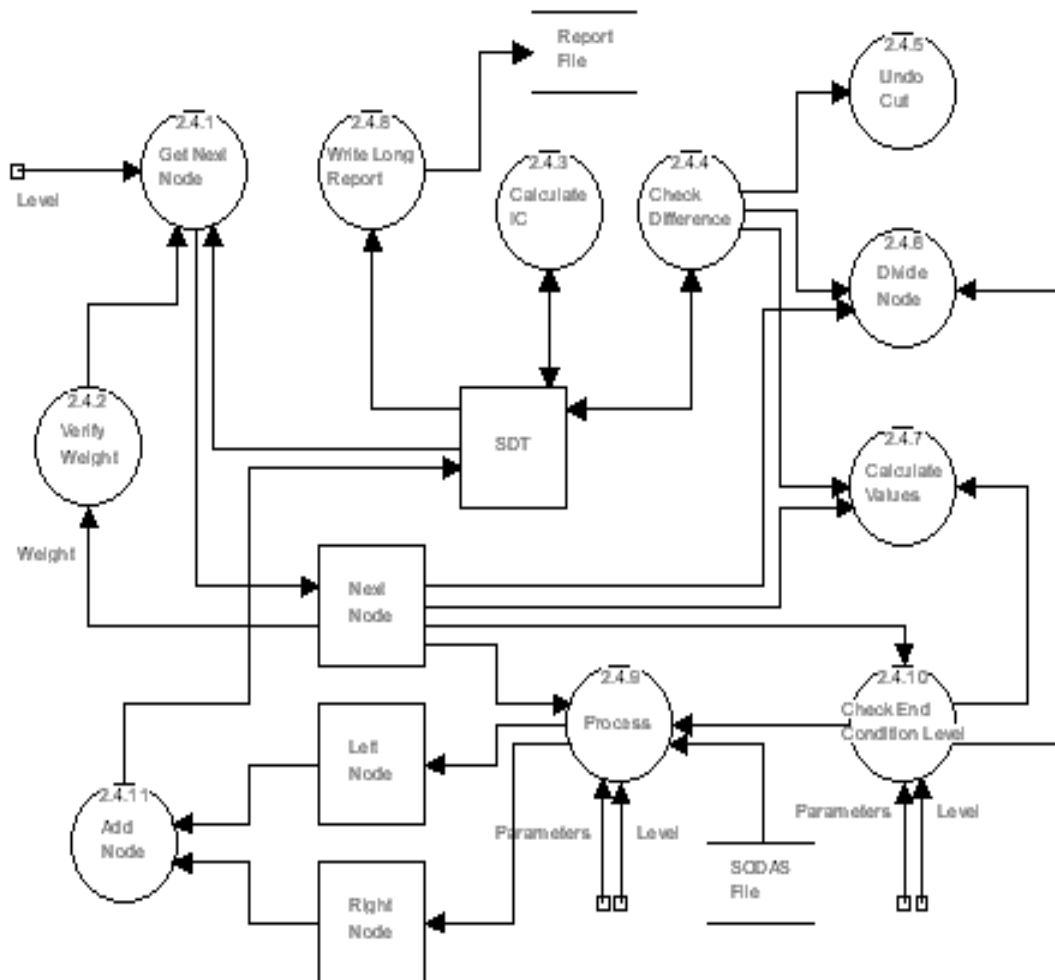 Report
File
2.4.5
Undo
Cut
2.4.1
Get Next
Node
2.4.8
Write Long
Report
2.4.3
Calculate
IC
2.4.4
Check
Difference
Level
2.4.6
Divide
Node
2.4.2
Verify
Weight
SDT
2.4.7
Calculate
Values
Weight
Next
Node
2.4.9
Process
2.4.10
Check End
Condition Level
Left
Node
2.4.11
Add
Node
Parameters
Level
Parameters
Level
SODAS
File
Right
Node